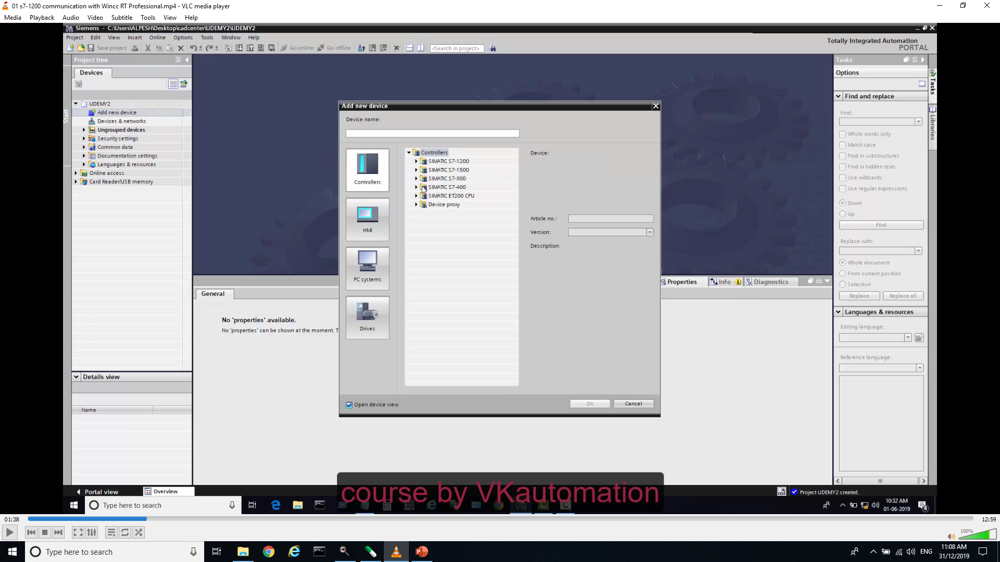 01 s7-1200 communication with Wincc RT Professional.mp4 - VLC media player
Media Playback Audio Video Subtitle Tools View Help
Siemens - C:\Users\ALPESH\Desktop\cadcenter\UDEMY2\UDEMY2
Project Edit View Insert Online Options Tools Window Help
Totally Integrated Automation
PORTAL
Save project
Go online
Go offline
<Search in project>
Project tree
Devices
Start
UDEMY2
Add new device
Devices & networks
Ungrouped devices
Security settings
Common data
Documentation settings
Languages & resources
Online access
Card Reader/USB memory
Details view
Name
Add new device
Device name:
Controllers
HMI
PC systems
Drives
Controllers
SIMATIC S7-1200
SIMATIC S7-1500
SIMATIC S7-300
SIMATIC S7-400
SIMATIC ET200 CPU
Device proxy
Device:
Article no.:
Version:
Description:
Open device view
OK
Cancel
Properties
Info
Diagnostics
General
No 'properties' available.
No 'properties' can be shown at the moment. T
Tasks
Options
Find and replace
Find:
Whole words only
Match case
Find in substructures
Find in hidden texts
Use wildcards
Use regular expressions
Down
Up
Find
Replace with:
Whole document
From current position
Selection
Replace
Replace all
Languages & resources
Editing language:
Reference language:
Tasks
Libraries
Portal view
Overview
Project UDEMY2 created.
course by VKautomation
Type here to search
10:32 AM
01-06-2019
4
01:38
12:59
100%
Type here to search
ENG
11:08 AM
31/12/2019